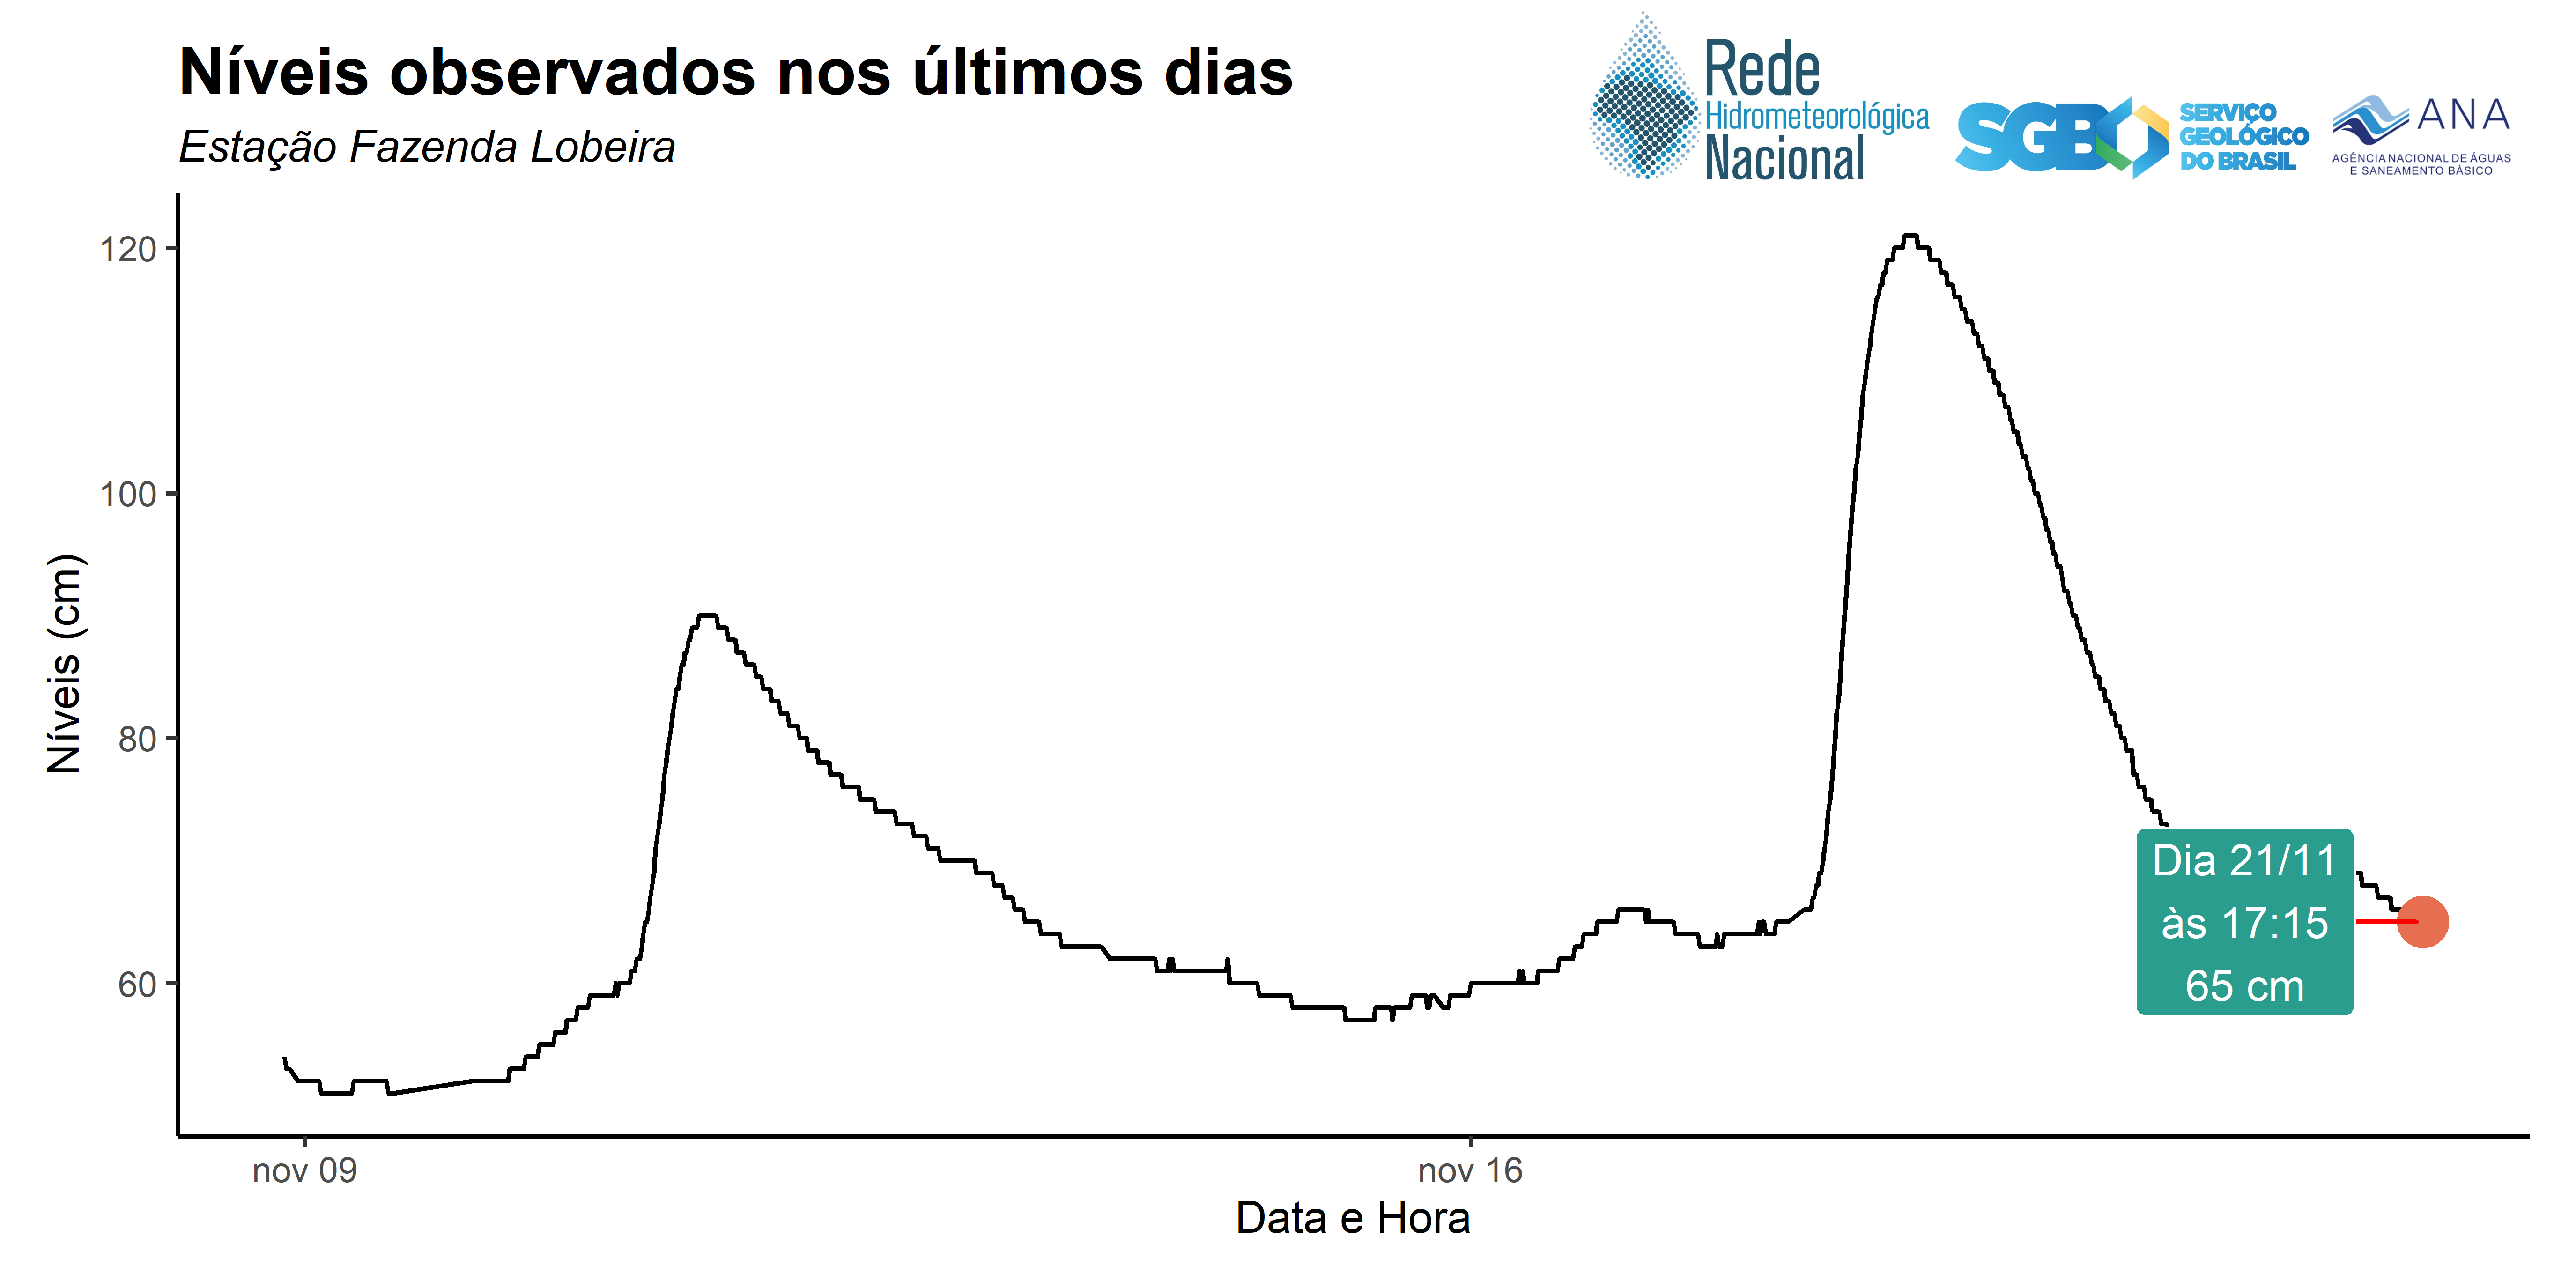 Níveis observados nos últimos dias
Estação Fazenda Lobeira
Rede
Hidrometeorológica
Nacional
SGB
SERVIÇO
GEOLÓGICO
DO BRASIL
ANA
AGÊNCIA NACIONAL DE ÁGUAS
E SANEAMENTO BÁSICO
Níveis (cm)
120
100
80
60
Dia 21/11
às 17:15
65 cm
nov 09
nov 16
Data e Hora